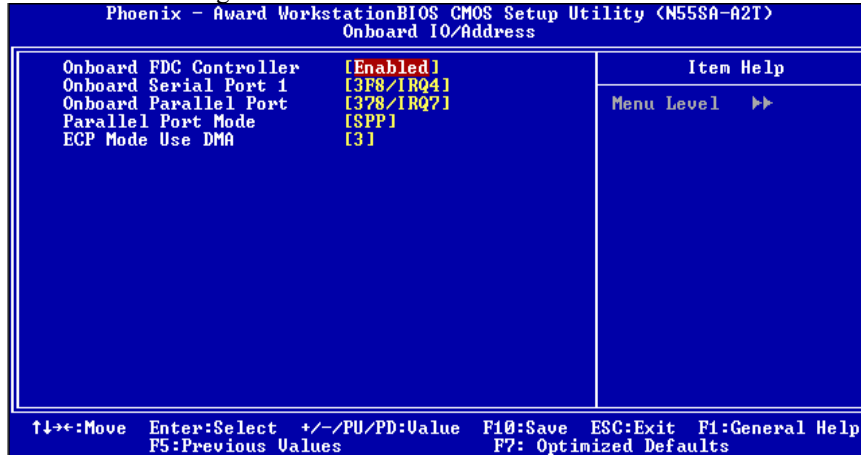 Phoenix - Award WorkstationBIOS CMOS Setup Utility (N55SA-A2T)
Onboard IO/Address
Onboard FDC Controller [Enabled]
Onboard Serial Port 1 [3F8/IRQ4]
Onboard Parallel Port [378/IRQ7]
Parallel Port Mode [SPP]
ECP Mode Use DMA [3]
Item Help
Menu Level ►►
↑↓→←:Move Enter:Select +/-/PU/PD:Value F10:Save ESC:Exit F1:General Help
F5:Previous Values F7: Optimized Defaults